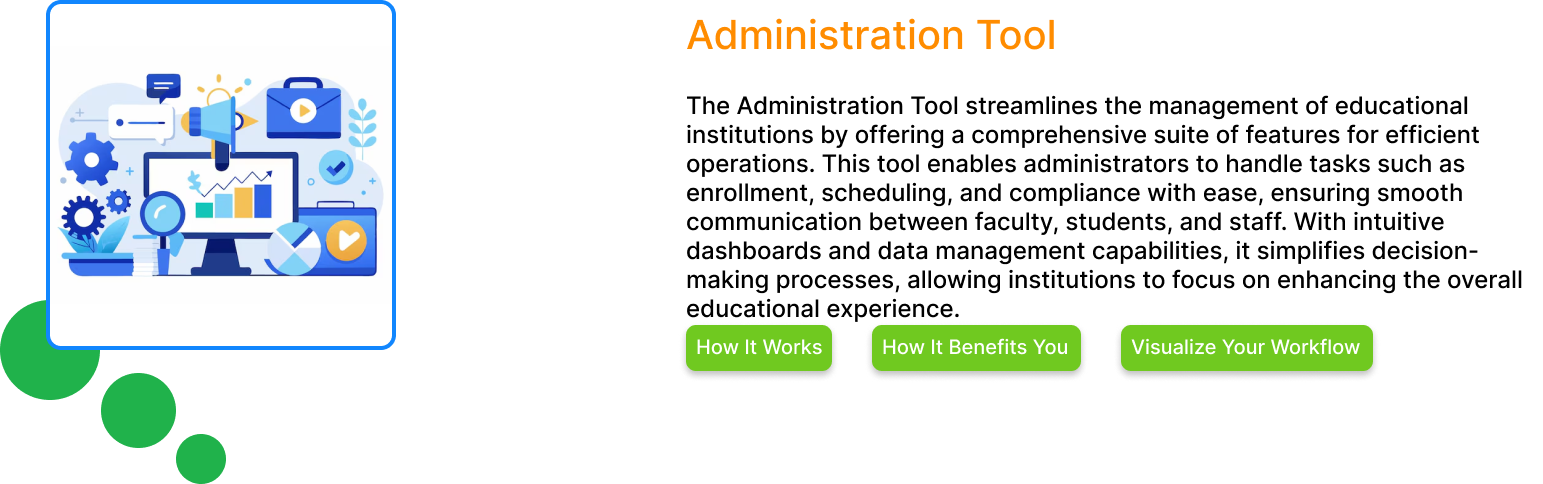 Administration Tool
The Administration Tool streamlines the management of educational
institutions by offering a comprehensive suite of features for efficient
operations. This tool enables administrators to handle tasks such as
enrollment, scheduling, and compliance with ease, ensuring smooth
communication between faculty, students, and staff. With intuitive
dashboards and data management capabilities, it simplifies decision-
making processes, allowing institutions to focus on enhancing the overall
educational experience.
How It Works
How It Benefits You
Visualize Your Workflow